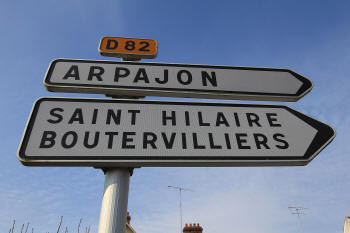 D 82
ARPAJON
SAINT HILAIRE
BOUTERVILLIERS